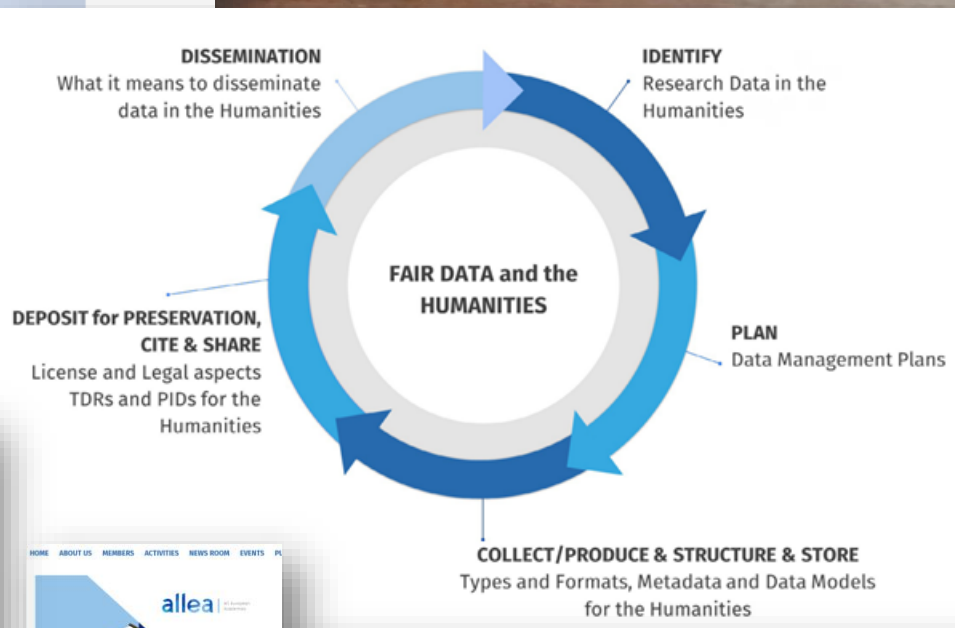 DISSEMINATION
What it means to disseminate
data in the Humanities
IDENTIFY
Research Data in the
Humanities
FAIR DATA and the
HUMANITIES
PLAN
Data Management Plans
DEPOSIT for PRESERVATION,
CITE & SHARE
License and Legal aspects
TDRs and PIDs for the
Humanities
COLLECT/PRODUCE & STRUCTURE & STORE
Types and Formats, Metadata and Data Models
for the Humanities
HOME ABOUT US MEMBERS ACTIVITIES NEWS ROOM EVENTS
allea